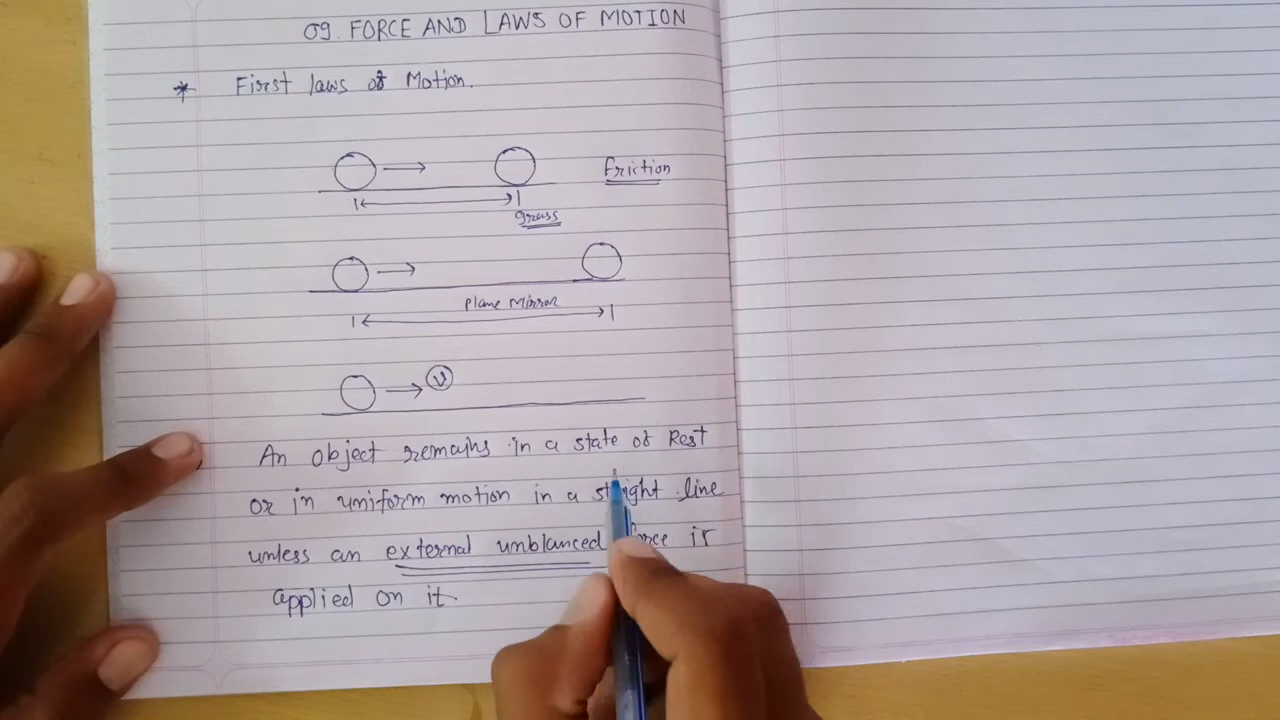 09. FORCE AND LAWS OF MOTION
* First laws of Motion.
Friction
grass
Plane Mirror
v
An object remains in a state of Rest
or in uniform motion in a straight line
unless an external unblanced force is
applied on it